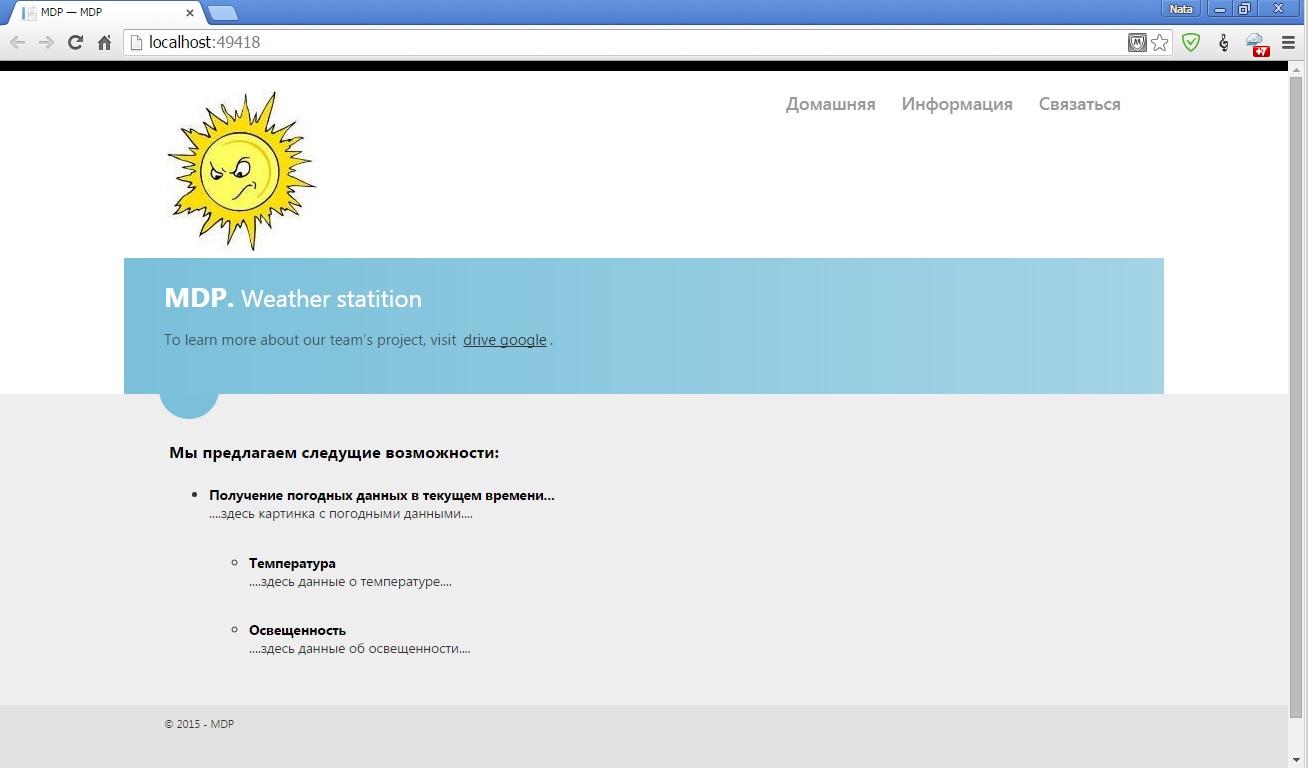 MDP — MDP
Nata
localhost:49418
+7
Домашняя Информация Связаться
MDP. Weather statition
To learn more about our team's project, visit drive google .
Мы предлагаем следущие возможности:
Получение погодных данных в текущем времени...
....здесь картинка с погодными данными....
Температура
....здесь данные о температуре....
Освещенность
....здесь данные об освещенности....
© 2015 - MDP